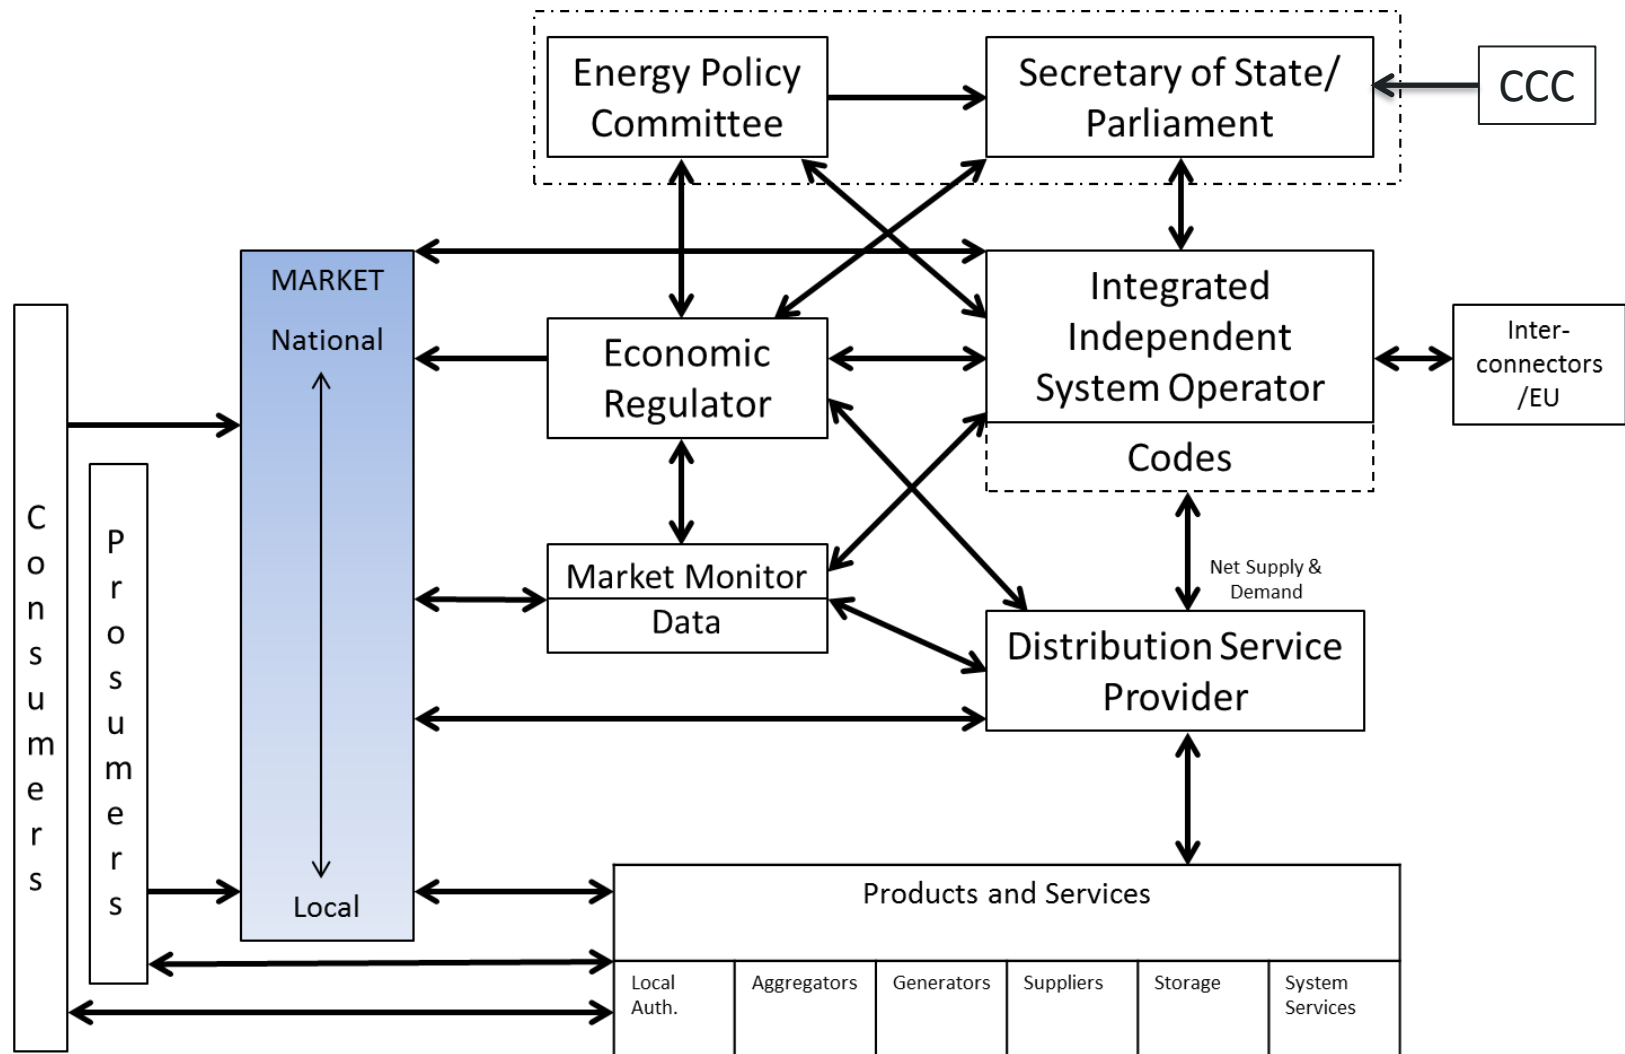 Energy Policy
Committee
Secretary of State/
Parliament
CCC
MARKET
National
Local
Integrated
Independent
System Operator
Codes
Inter-
connectors
/EU
Economic
Regulator
Market Monitor
Data
Net Supply &
Demand
Distribution Service
Provider
Consumers
Prosumers
Products and Services
Local
Auth.
Aggregators
Generators
Suppliers
Storage
System
Services